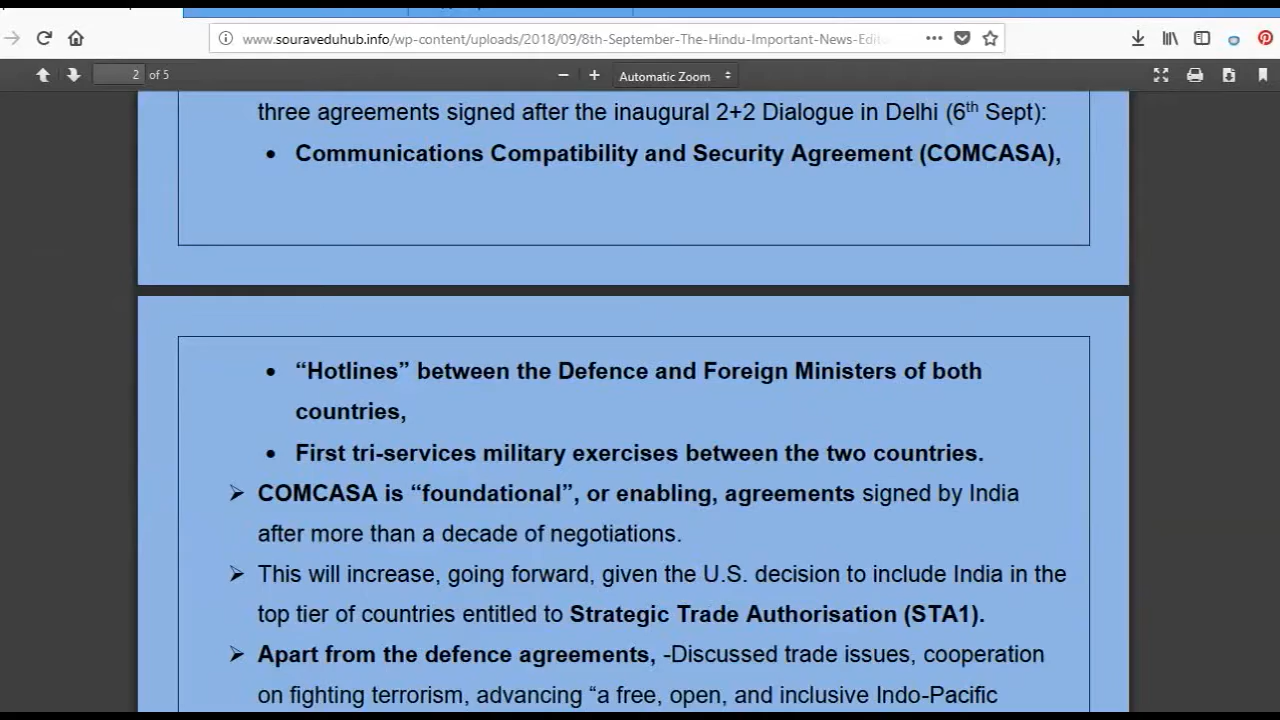 www.souraveduhub.info/wp-content/uploads/2018/09/8th-September-The-Hindu-Important-News-Edit
2 of 5
Automatic Zoom
three agreements signed after the inaugural 2+2 Dialogue in Delhi (6th Sept):
• Communications Compatibility and Security Agreement (COMCASA),
• “Hotlines” between the Defence and Foreign Ministers of both
countries,
• First tri-services military exercises between the two countries.
➢ COMCASA is “foundational”, or enabling, agreements signed by India
after more than a decade of negotiations.
➢ This will increase, going forward, given the U.S. decision to include India in the
top tier of countries entitled to Strategic Trade Authorisation (STA1).
➢ Apart from the defence agreements, -Discussed trade issues, cooperation
on fighting terrorism, advancing “a free, open, and inclusive Indo-Pacific